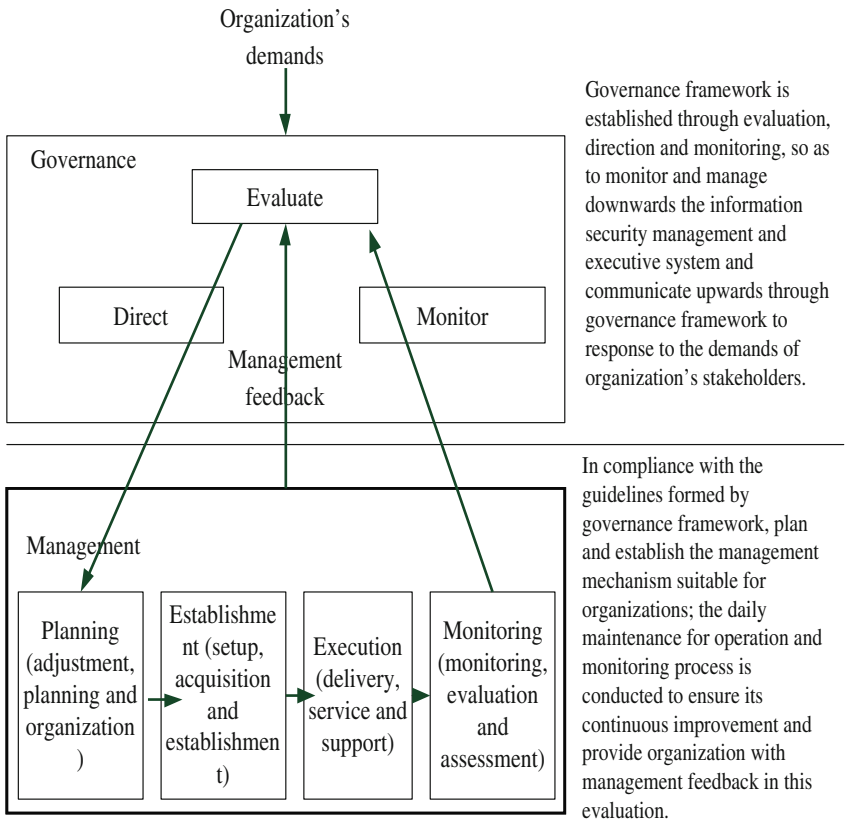 Organization's
demands
Governance
Evaluate
Direct
Monitor
Management
feedback
Governance framework is
established through evaluation,
direction and monitoring, so as
to monitor and manage
downwards the information
security management and
executive system and
communicate upwards through
governance framework to
response to the demands of
organization's stakeholders.
Management
Planning
(adjustment,
planning and
organization
)
Establishme
nt (setup,
acquisition
and
establishmen
t)
Execution
(delivery,
service and
support)
Monitoring
(monitoring,
evaluation
and
assessment)
In compliance with the
guidelines formed by
governance framework, plan
and establish the management
mechanism suitable for
organizations; the daily
maintenance for operation and
monitoring process is
conducted to ensure its
continuous improvement and
provide organization with
management feedback in this
evaluation.